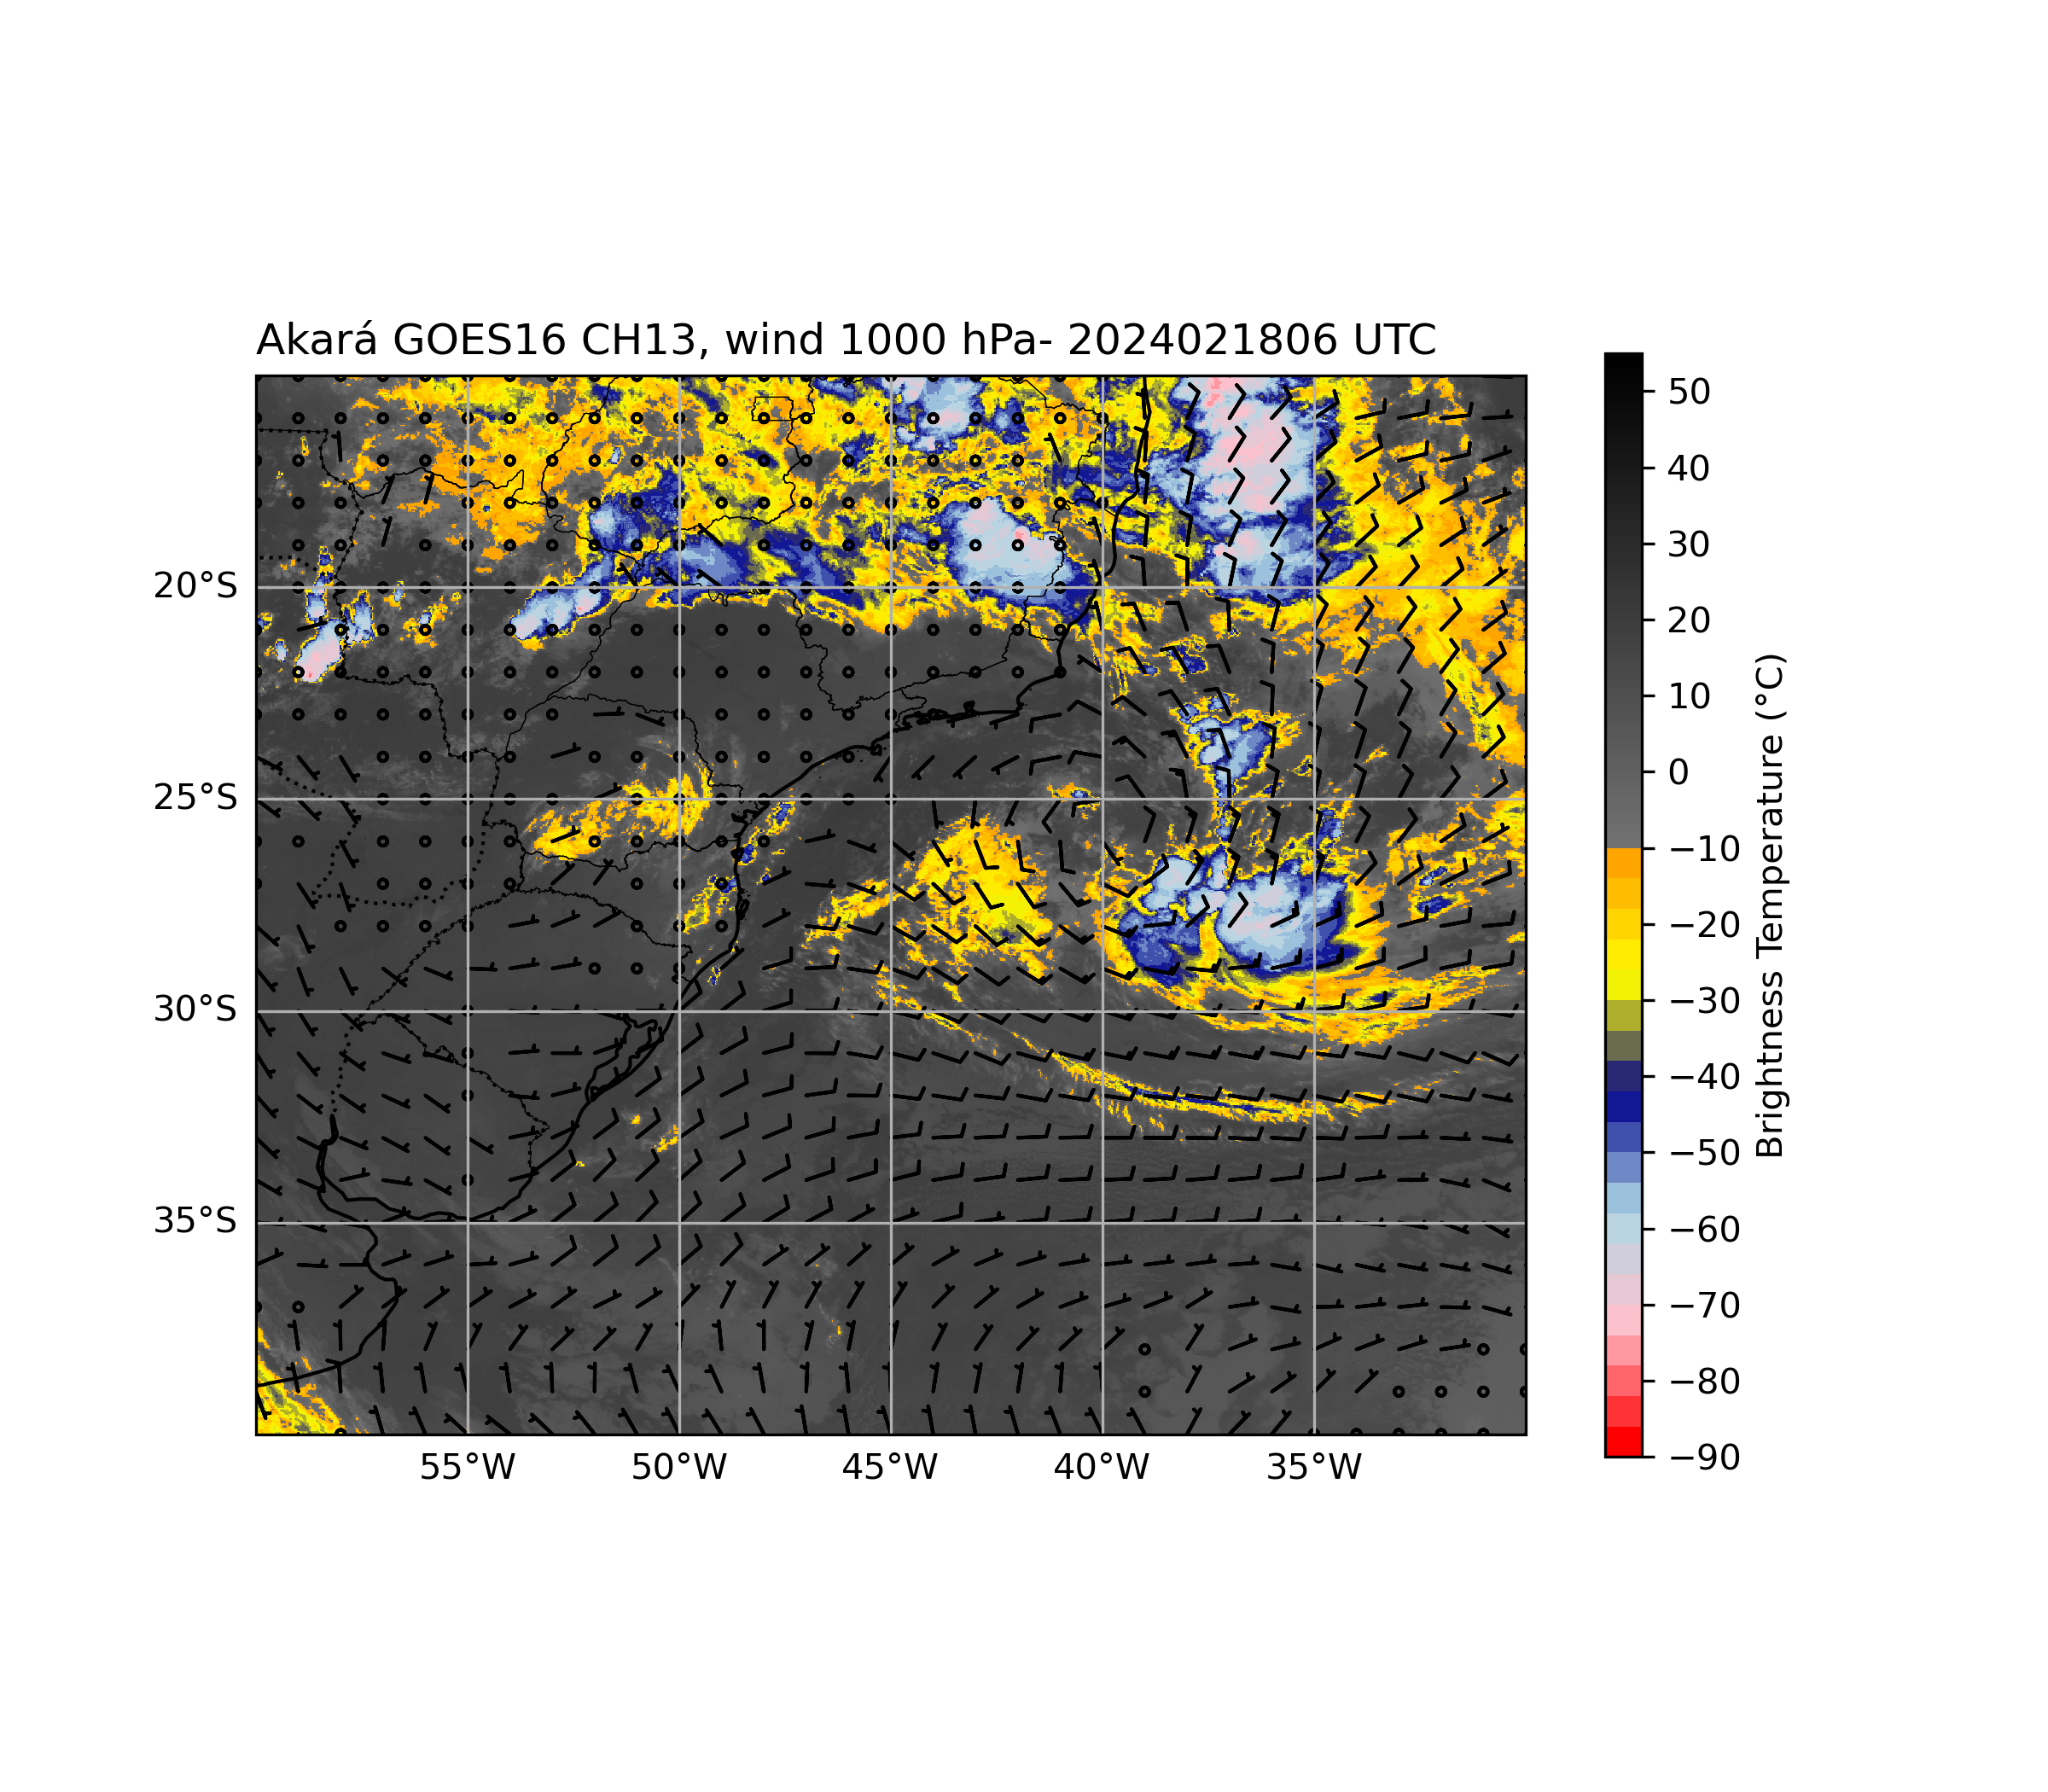 Akará GOES16 CH13, wind 1000 hPa- 2024021806 UTC
20°S
25°S
30°S
35°S
55°W
50°W
45°W
40°W
35°W
50
40
30
20
10
0
−10
−20
−30
−40
−50
−60
−70
−80
−90
Brightness Temperature (°C)